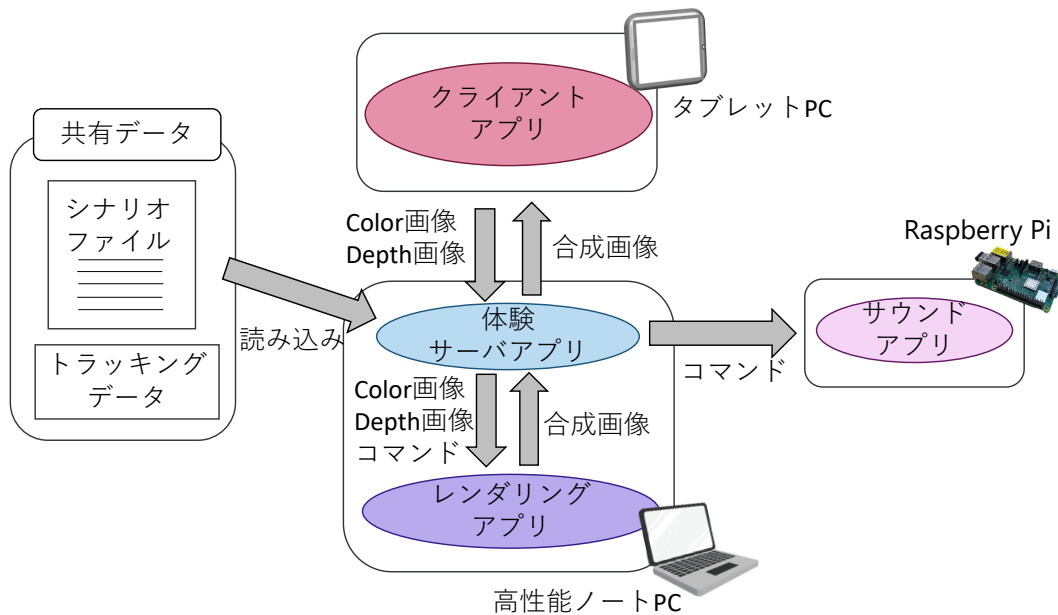 クライアント
アプリ
タブレットPC
共有データ
シナリオ
ファイル
トラッキング
データ
読み込み
Color画像
Depth画像
合成画像
体験
サーバアプリ
Color画像
Depth画像
コマンド
合成画像
レンダリング
アプリ
高性能ノートPC
コマンド
Raspberry Pi
サウンド
アプリ